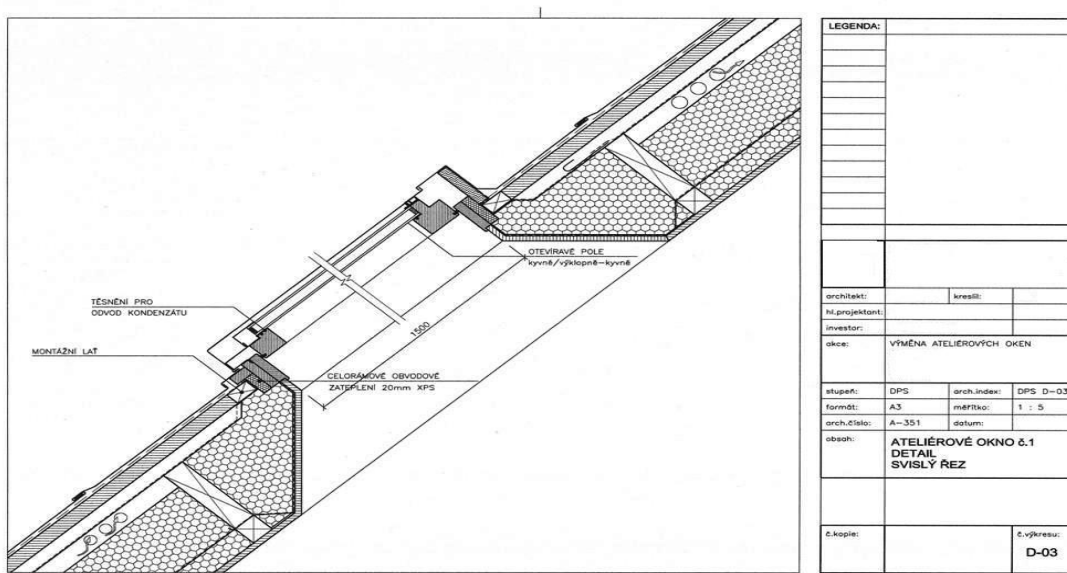 OTEVÍRAVÉ POLE
kyvné/výklopně-kyvné
TĚSNĚNÍ PRO
ODVOD KONDENZÁTU
1500
MONTÁŽNÍ LAŤ
CELORÁMOVÉ OBVODOVÉ
ZATEPLENÍ 20mm XPS
LEGENDA:
architekt: kreslil:
hl.projektant:
investor:
akce: VÝMĚNA ATELIÉROVÝCH OKEN
stupeň: DPS arch.index: DPS D-03
formát: A3 měřítko: 1 : 5
arch.číslo: A-351 datum:
obsah: ATELIÉROVÉ OKNO č.1
DETAIL
SVISLÝ ŘEZ
č.kopie: č.výkresu:
D-03